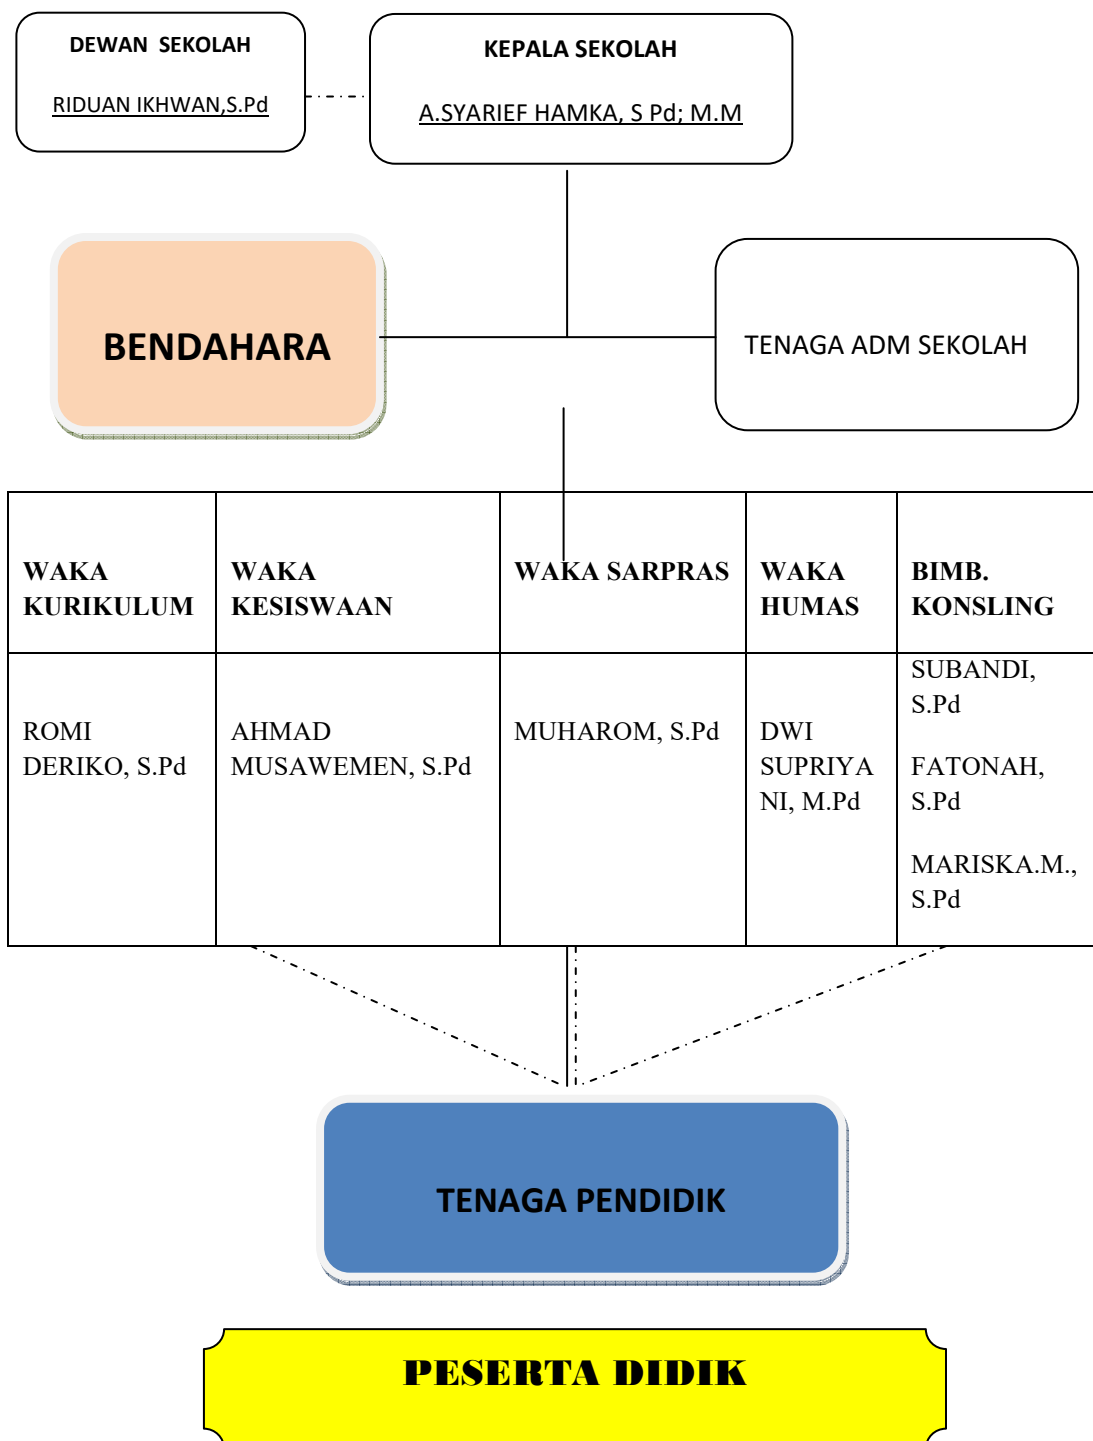 DEWAN  SEKOLAH
RIDUAN IKHWAN,S.Pd
KEPALA SEKOLAH
A.SYARIEF HAMKA, S Pd; M.M
BENDAHARA
TENAGA ADM SEKOLAH
WAKA
KURIKULUM
WAKA
KESISWAAN
WAKA SARPRAS
WAKA
HUMAS
BIMB.
KONSLING
ROMI
DERIKO, S.Pd
AHMAD
MUSAWEMEN, S.Pd
MUHAROM, S.Pd
DWI
SUPRIYA
NI, M.Pd
SUBANDI,
S.Pd
FATONAH,
S.Pd
MARISKA.M.,
S.Pd
TENAGA PENDIDIK
PESERTA DIDIK